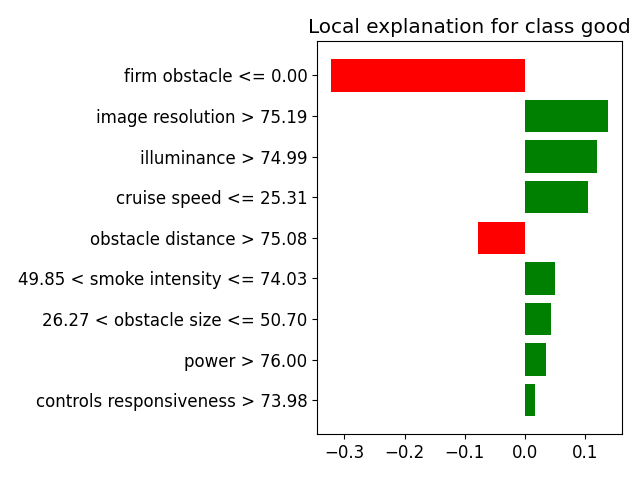 Local explanation for class good
firm obstacle <= 0.00
image resolution > 75.19
illuminance > 74.99
cruise speed <= 25.31
obstacle distance > 75.08
49.85 < smoke intensity <= 74.03
26.27 < obstacle size <= 50.70
power > 76.00
controls responsiveness > 73.98
−0.3 −0.2 −0.1 0.0 0.1